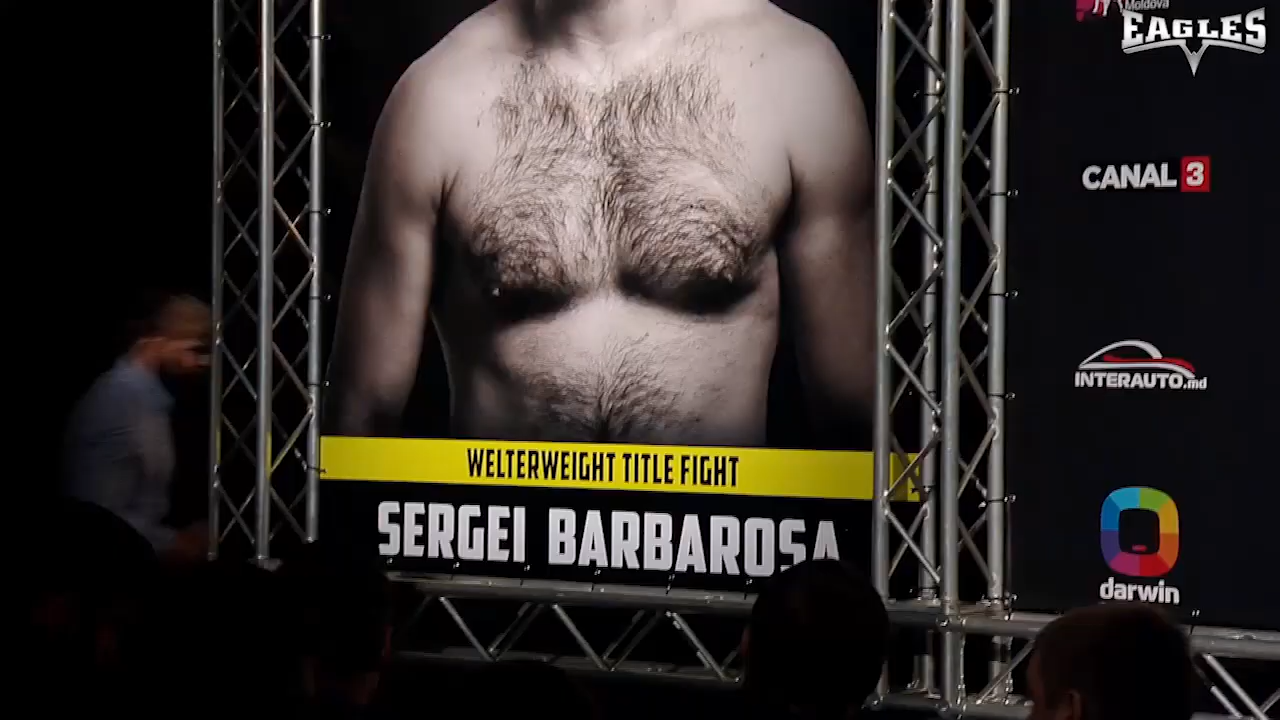 Moldova
EAGLES
CANAL 3
INTERAUTO.md
WELTERWEIGHT TITLE FIGHT
SERGEI BARBAROSA
darwin